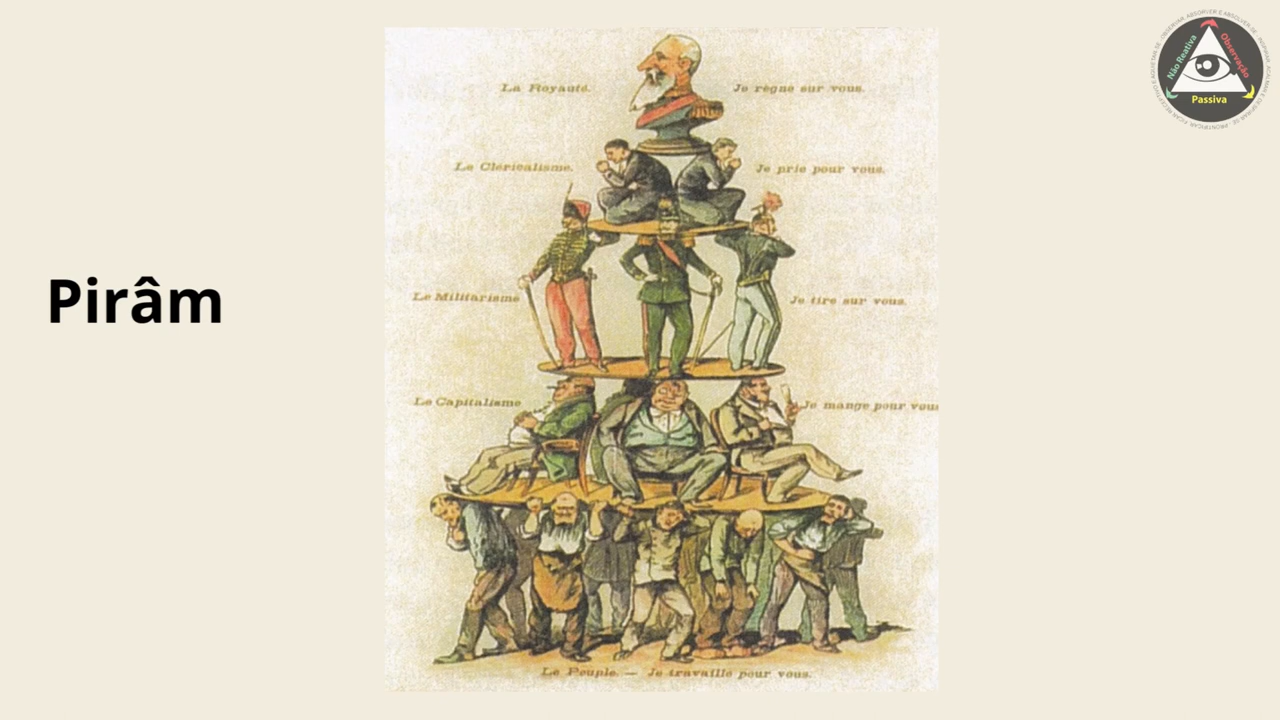 Pirâm
La Royauté. Je règne sur vous.
Le Cléricalisme. Je prie pour vous.
Le Militarisme Je tire sur vous.
Le Capitalisme Je mange pour vous
Le Peuple. — Je travaille pour vous.
Não Reativa
Observação
Passiva